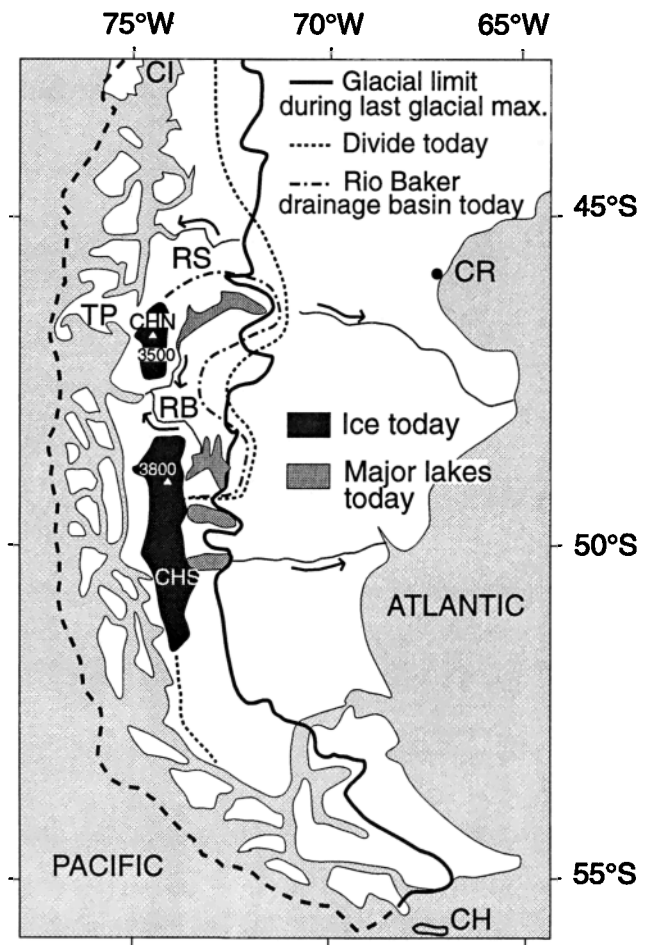 75°W 70°W 65°W
CI
Glacial limit
during last glacial max.
Divide today
Rio Baker
drainage basin today
45°S
RS
CR
TP
CHN
3500
RB
Ice today
3800
Major lakes
today
50°S
CHS
ATLANTIC
PACIFIC
55°S
CH